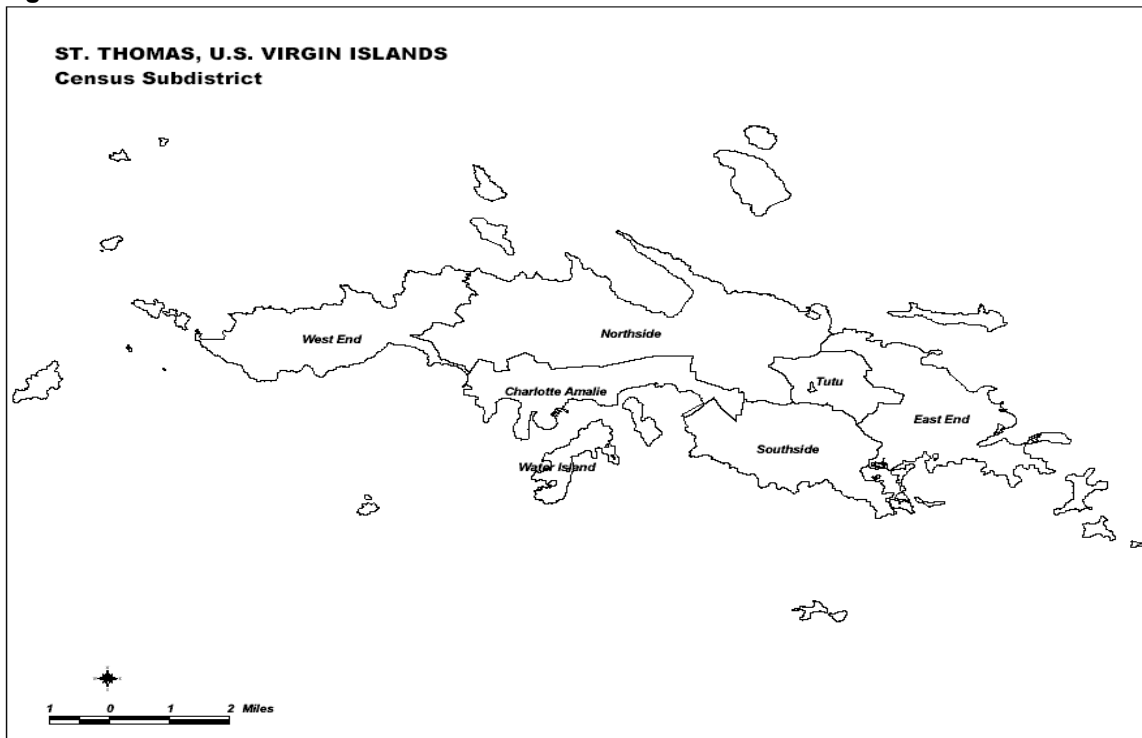 ST. THOMAS, U.S. VIRGIN ISLANDS
Census Subdistrict
Northside
West End
Tutu
Charlotte Amalie
East End
Southside
Water Island
1 0 1 2 Miles